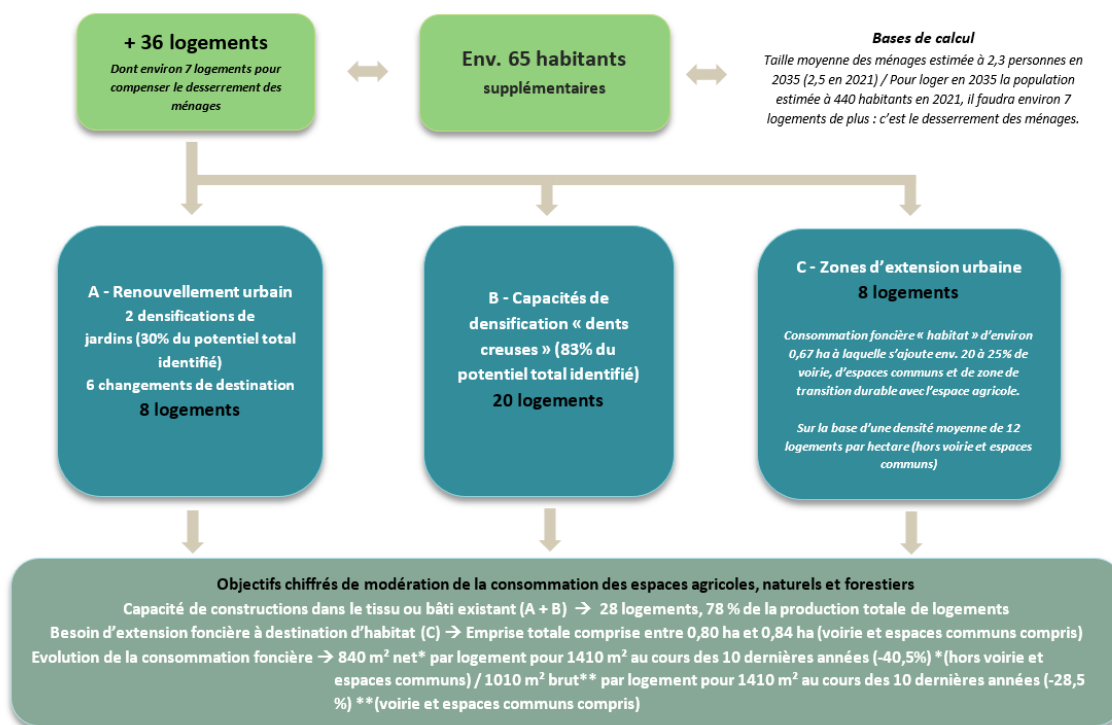 + 36 logements
Dont environ 7 logements pour
compenser le desserrement des
ménages
Env. 65 habitants
supplémentaires
Bases de calcul
Taille moyenne des ménages estimée à 2,3 personnes en
2035 (2,5 en 2021) / Pour loger en 2035 la population
estimée à 440 habitants en 2021, il faudra environ 7
logements de plus : c'est le desserrement des ménages.
A - Renouvellement urbain
2 densifications de
jardins (30% du potentiel total
identifié)
6 changements de destination
8 logements
B - Capacités de
densification « dents
creuses » (83% du
potentiel total identifié)
20 logements
C - Zones d'extension urbaine
8 logements
Consommation foncière « habitat » d'environ
0,67 ha à laquelle s'ajoute env. 20 à 25% de
voirie, d'espaces communs et de zone de
transition durable avec l'espace agricole.
Sur la base d'une densité moyenne de 12
logements par hectare (hors voirie et espaces
communs)
Objectifs chiffrés de modération de la consommation des espaces agricoles, naturels et forestiers
Capacité de constructions dans le tissu ou bâti existant (A + B) → 28 logements, 78 % de la production totale de logements
Besoin d'extension foncière à destination d'habitat (C) → Emprise totale comprise entre 0,80 ha et 0,84 ha (voirie et espaces communs compris)
Evolution de la consommation foncière → 840 m² net* par logement pour 1410 m² au cours des 10 dernières années (-40,5%) *(hors voirie et
espaces communs) / 1010 m² brut** par logement pour 1410 m² au cours des 10 dernières années (-28,5
%) **(voirie et espaces communs compris)